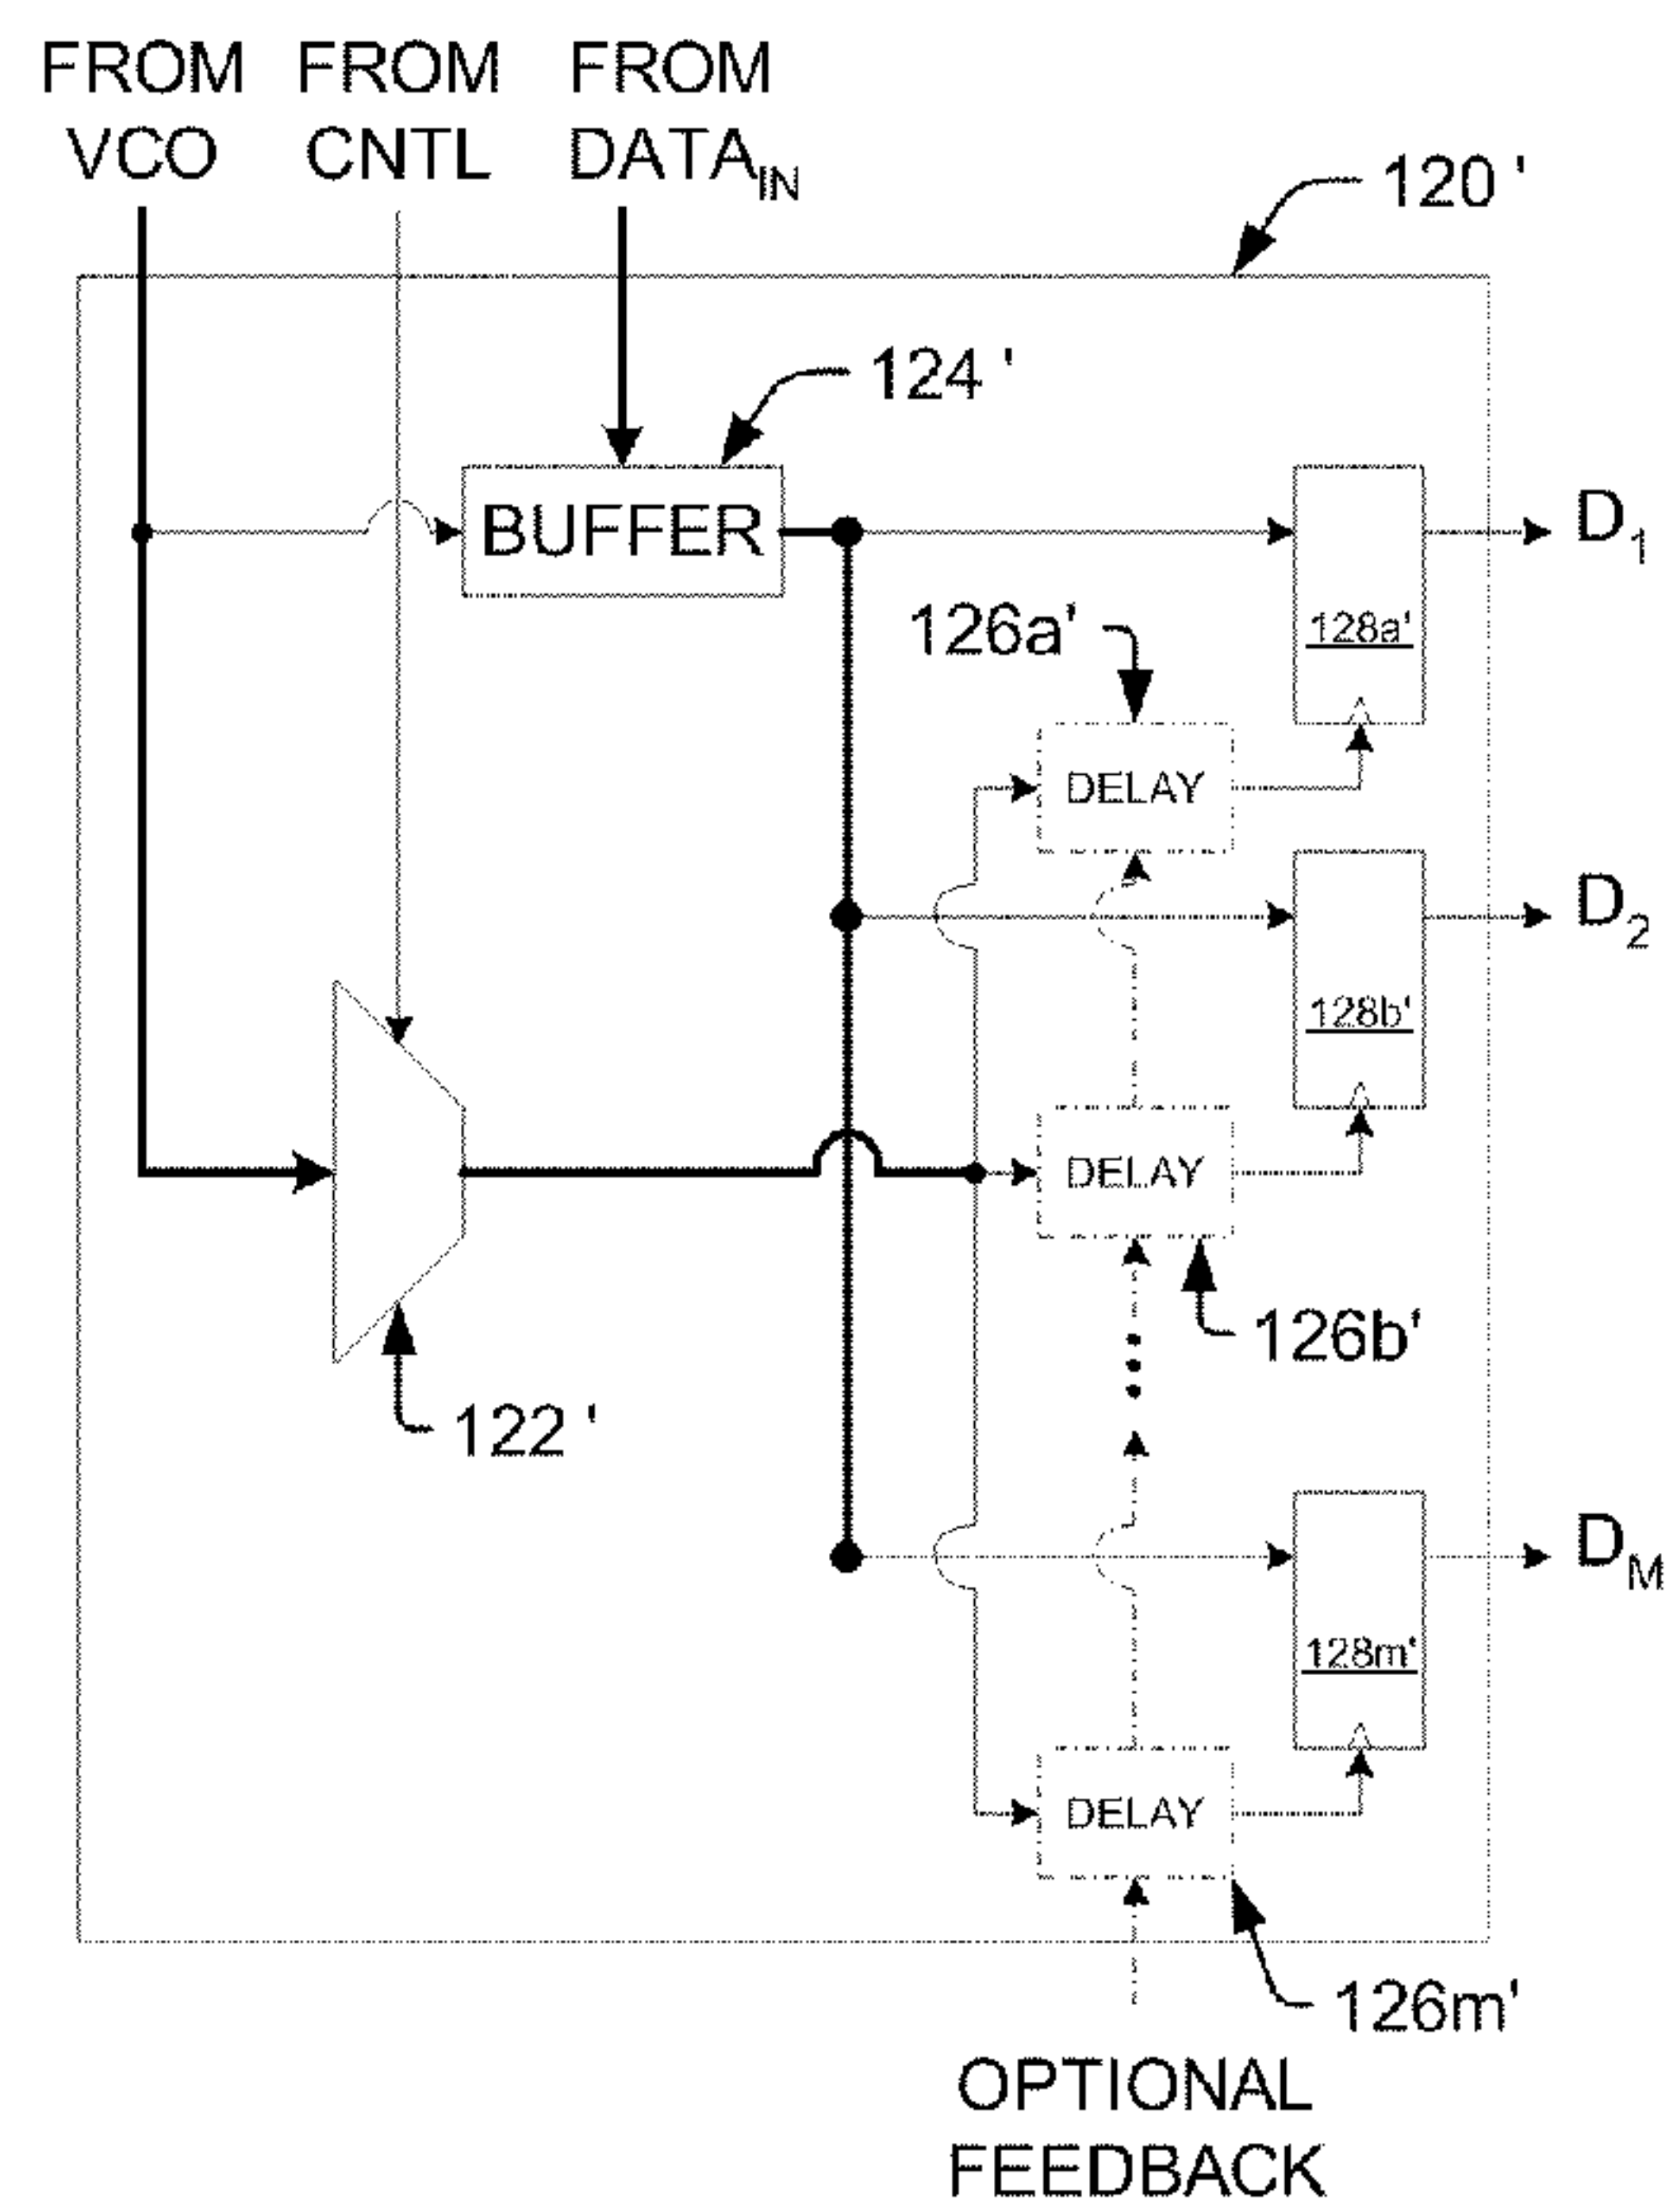 FROM VCO
FROM CNTL
FROM DATAIN
120 '
124 '
BUFFER
D1
128a'
126a'
DELAY
D2
128b'
DELAY
126b'
122 '
DM
128m'
DELAY
126m'
OPTIONAL
FEEDBACK